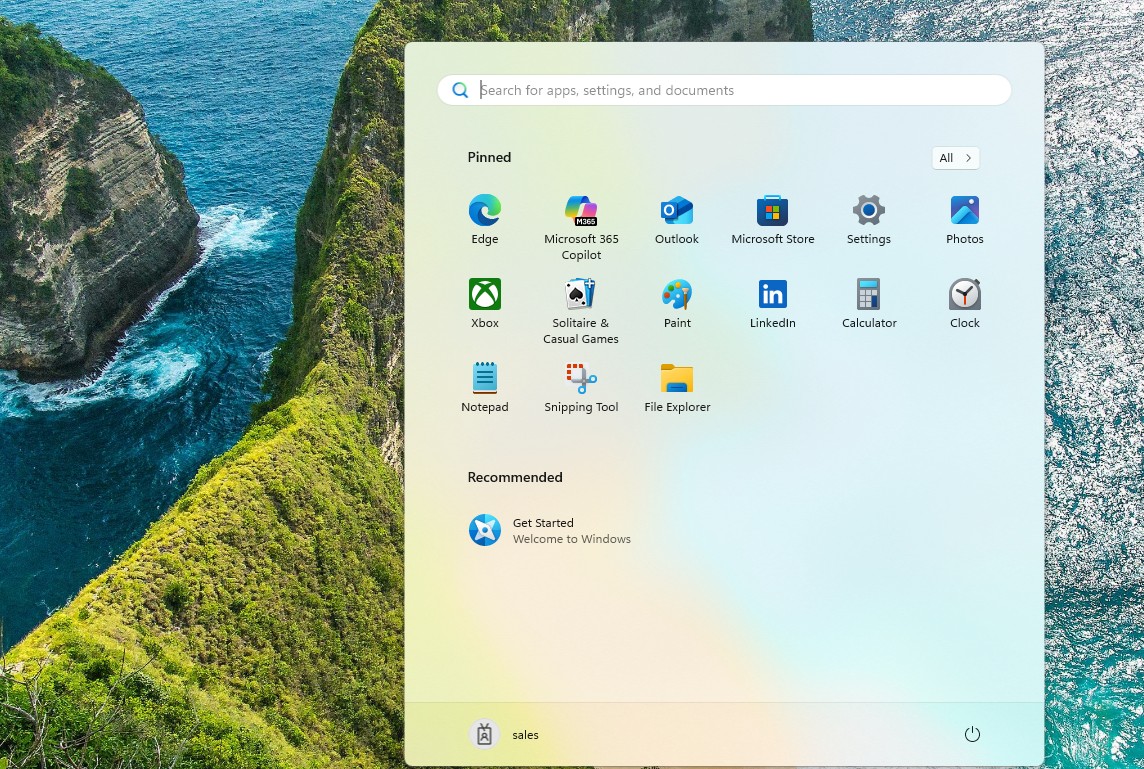 Search for apps, settings, and documents
Pinned
All
Edge
M365
Microsoft 365
Copilot
Outlook
Microsoft Store
Settings
Photos
Xbox
Solitaire &
Casual Games
Paint
in
LinkedIn
Calculator
Clock
Notepad
Snipping Tool
File Explorer
Recommended
Get Started
Welcome to Windows
sales